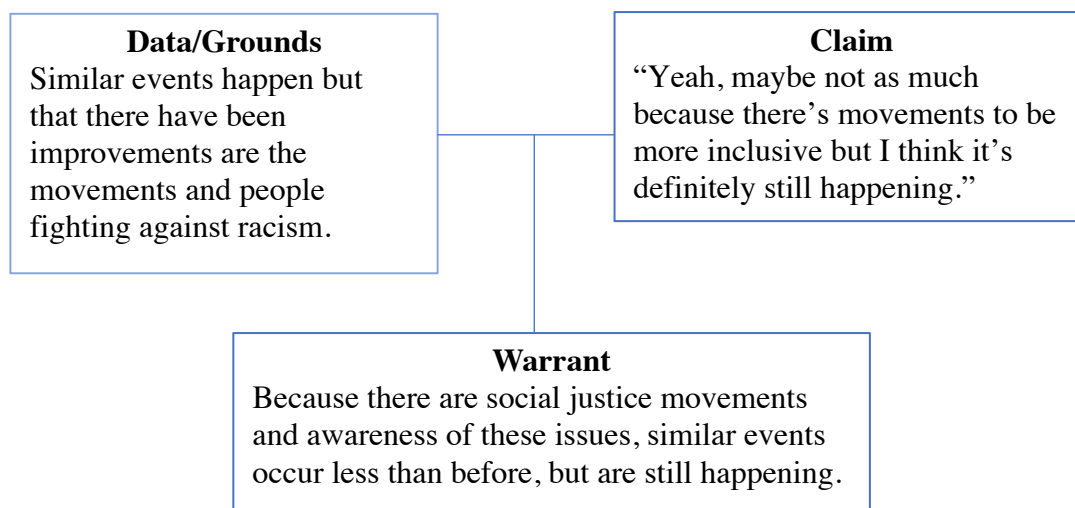 Data/Grounds
Similar events happen but
that there have been
improvements are the
movements and people
fighting against racism.
Claim
“Yeah, maybe not as much
because there’s movements to be
more inclusive but I think it’s
definitely still happening.”
Warrant
Because there are social justice movements
and awareness of these issues, similar events
occur less than before, but are still happening.